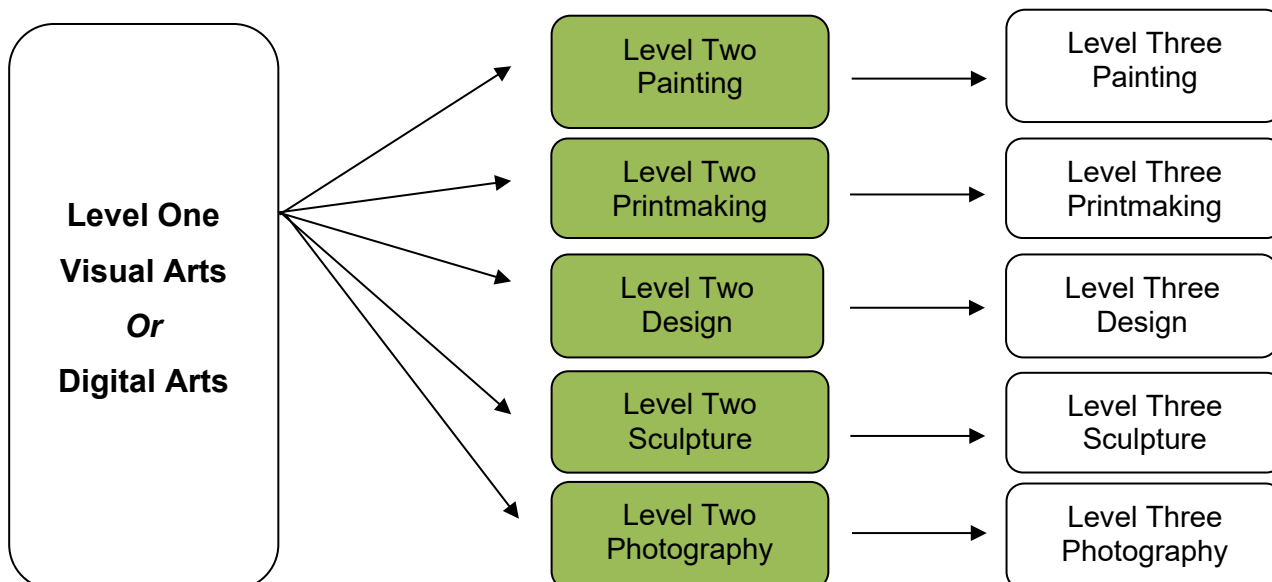 Level One
Visual Arts
Or
Digital Arts
Level Two
Painting
Level Three
Painting
Level Two
Printmaking
Level Three
Printmaking
Level Two
Design
Level Three
Design
Level Two
Sculpture
Level Three
Sculpture
Level Two
Photography
Level Three
Photography